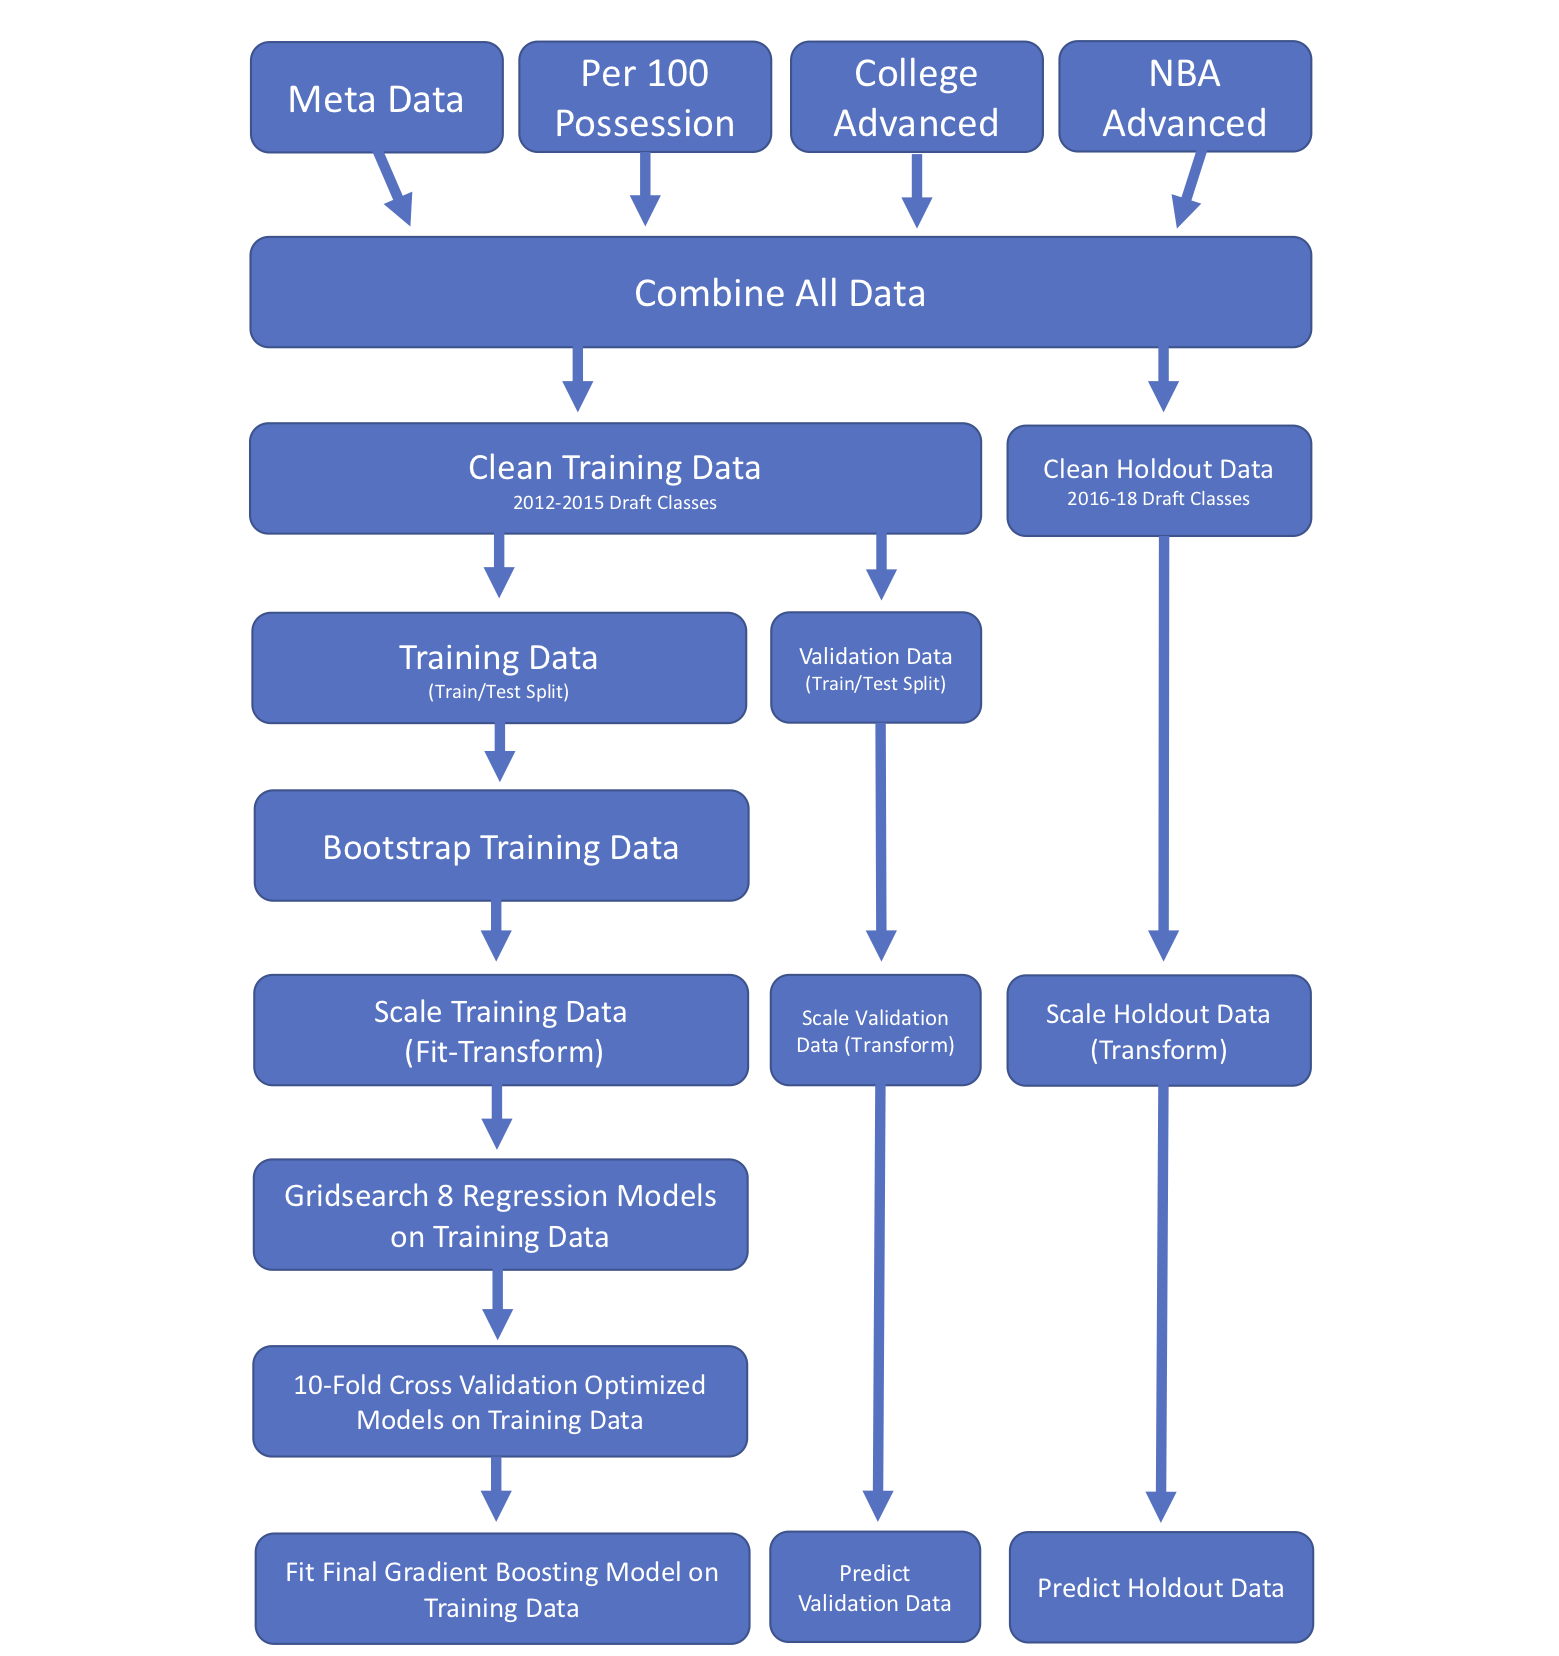 Meta Data
Per 100
Possession
College
Advanced
NBA
Advanced
Combine All Data
Clean Training Data
2012-2015 Draft Classes
Clean Holdout Data
2016-18 Draft Classes
Training Data
(Train/Test Split)
Validation Data
(Train/Test Split)
Bootstrap Training Data
Scale Training Data
(Fit-Transform)
Scale Validation
Data (Transform)
Scale Holdout Data
(Transform)
Gridsearch 8 Regression Models
on Training Data
10-Fold Cross Validation Optimized
Models on Training Data
Fit Final Gradient Boosting Model on
Training Data
Predict
Validation Data
Predict Holdout Data